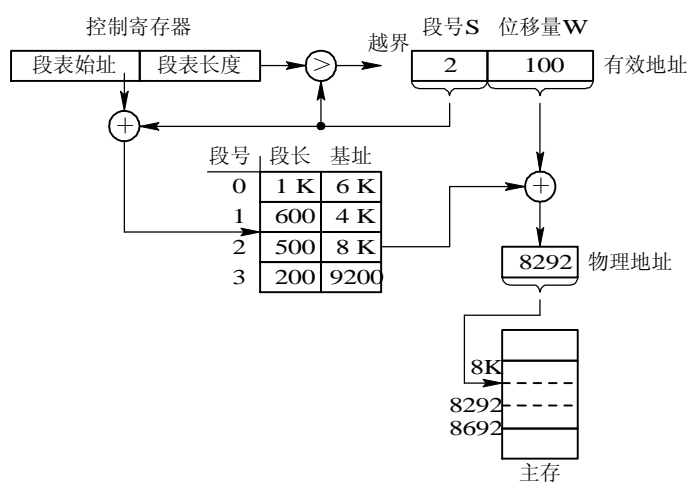 控制寄存器
越界
段号S 位移量W
段表始址 段表长度 > 2 100 有效地址
+
段号 段长 基址
0 1 K 6 K
+
1 600 4 K
2 500 8 K
8292 物理地址
3 200 9200
8K
8292
8692
主存